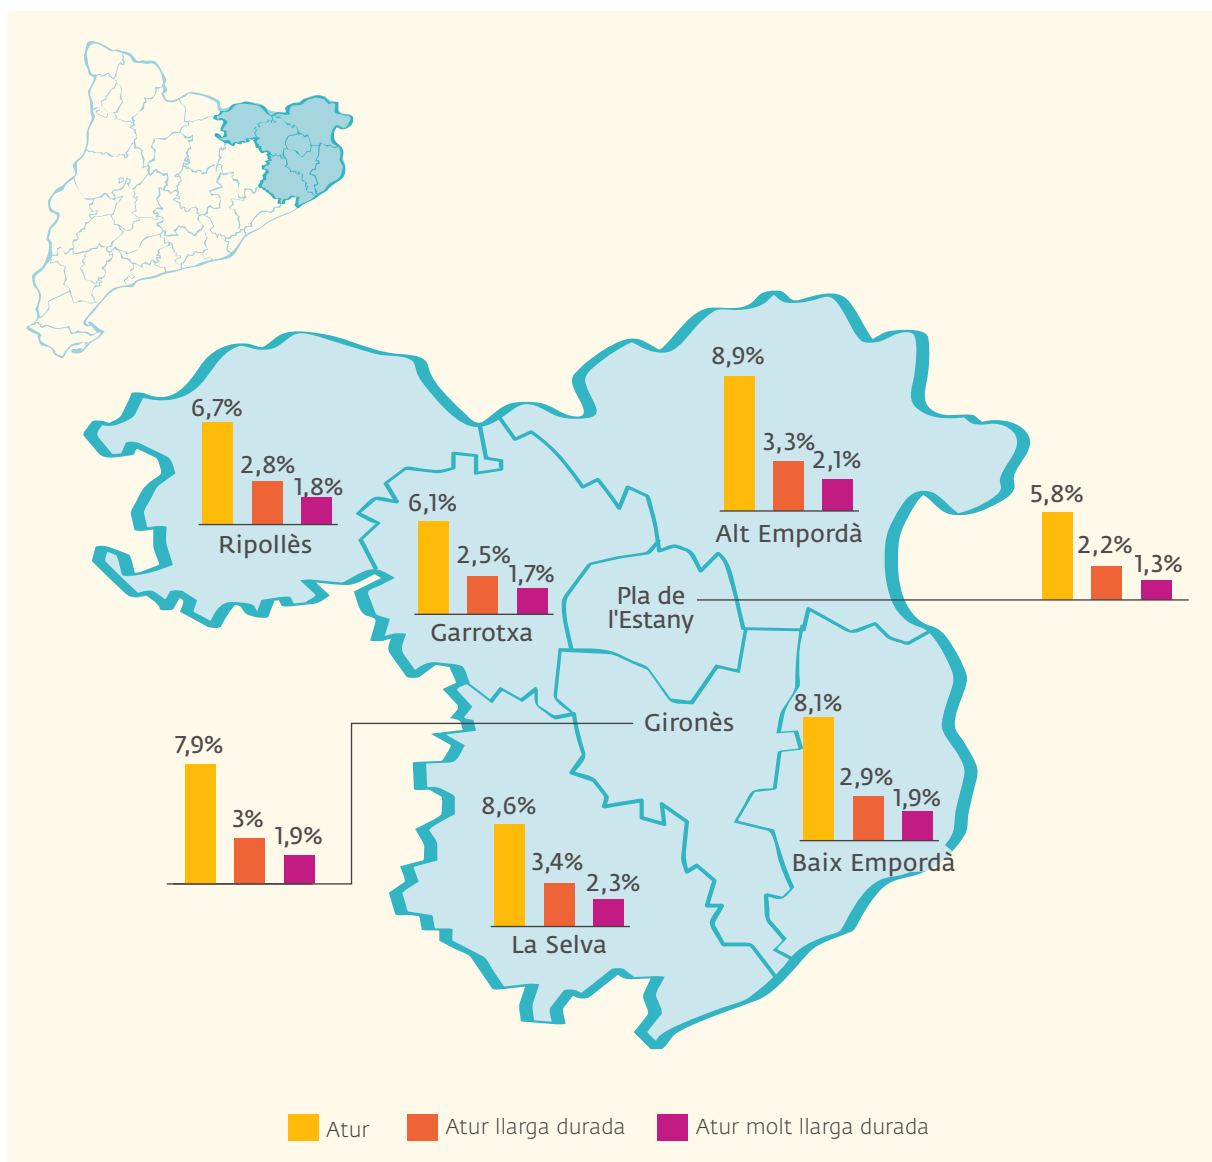 8,9%
3,3%
2,1%
Alt Empordà
6,7%
2,8%
1,8%
Ripollès
6,1%
2,5%
1,7%
Garrotxa
5,8%
2,2%
1,3%
Pla de
l'Estany
Gironès
7,9%
3%
1,9%
8,1%
2,9%
1,9%
Baix Empordà
8,6%
3,4%
2,3%
La Selva
Atur
Atur llarga durada
Atur molt llarga durada